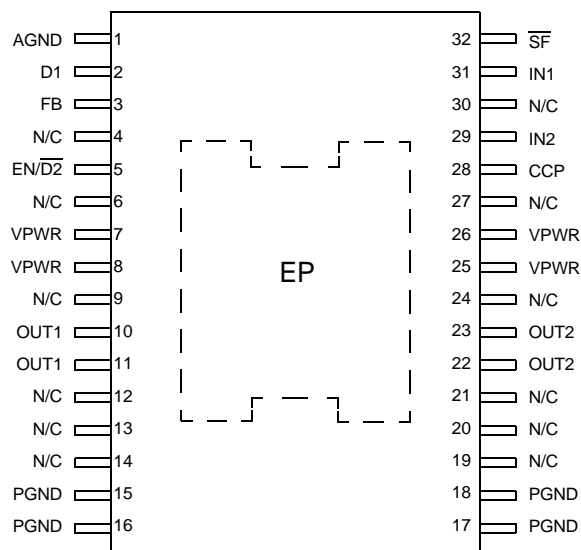 AGND 1 32 S̅F̅
D1 2 31 IN1
FB 3 30 N/C
N/C 4 29 IN2
EN/D̅2̅ 5 28 CCP
N/C 6 27 N/C
VPWR 7 26 VPWR
VPWR 8 25 VPWR
EP
N/C 9 24 N/C
OUT1 10 23 OUT2
OUT1 11 22 OUT2
N/C 12 21 N/C
N/C 13 20 N/C
N/C 14 19 N/C
PGND 15 18 PGND
PGND 16 17 PGND